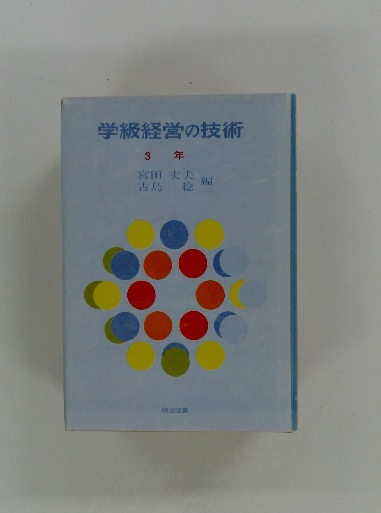 学級経営の技術
3 年
宮田 丈夫
古島 稔 編
明治図書